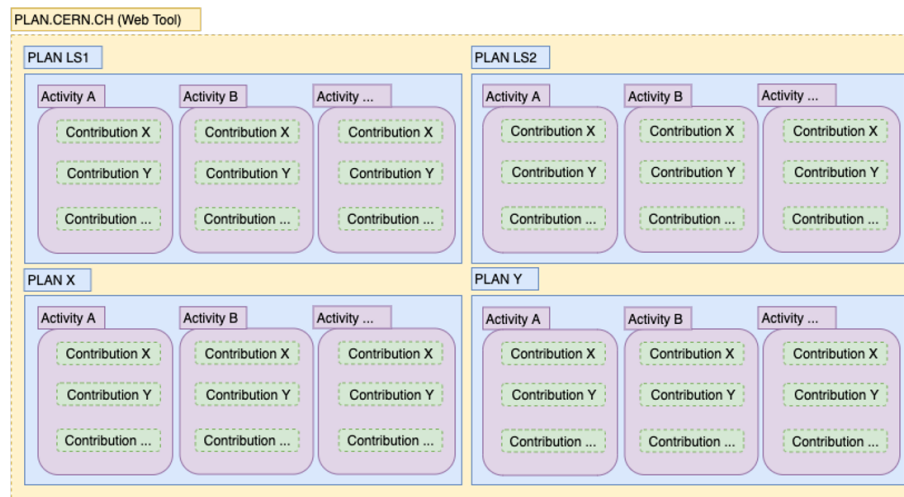 PLAN.CERN.CH (Web Tool)
PLAN LS1
Activity A
Contribution X
Contribution Y
Contribution ...
Activity B
Contribution X
Contribution Y
Contribution ...
Activity ...
Contribution X
Contribution Y
Contribution ...
PLAN LS2
Activity A
Contribution X
Contribution Y
Contribution ...
Activity B
Contribution X
Contribution Y
Contribution ...
Activity ...
Contribution X
Contribution Y
Contribution ...
PLAN X
Activity A
Contribution X
Contribution Y
Contribution ...
Activity B
Contribution X
Contribution Y
Contribution ...
Activity ...
Contribution X
Contribution Y
Contribution ...
PLAN Y
Activity A
Contribution X
Contribution Y
Contribution ...
Activity B
Contribution X
Contribution Y
Contribution ...
Activity ...
Contribution X
Contribution Y
Contribution ...